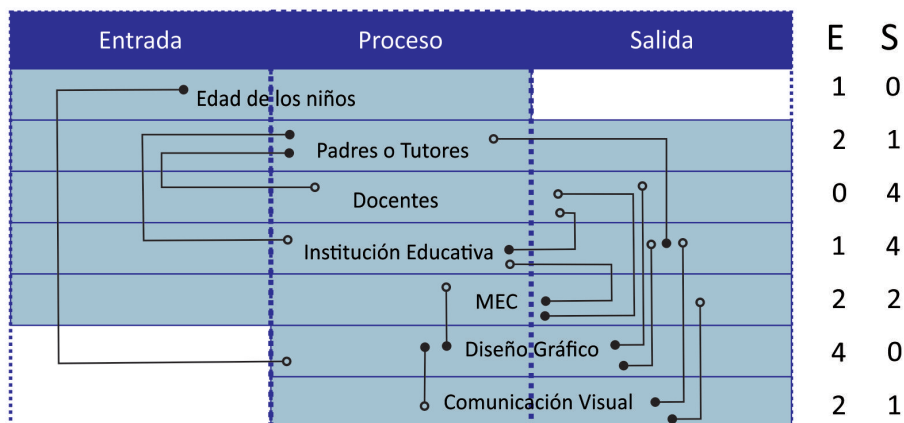 Entrada Proceso Salida E S
Edad de los niños 1 0
Padres o Tutores 2 1
Docentes 0 4
Institución Educativa 1 4
MEC 2 2
Diseño Gráfico 4 0
Comunicación Visual 2 1